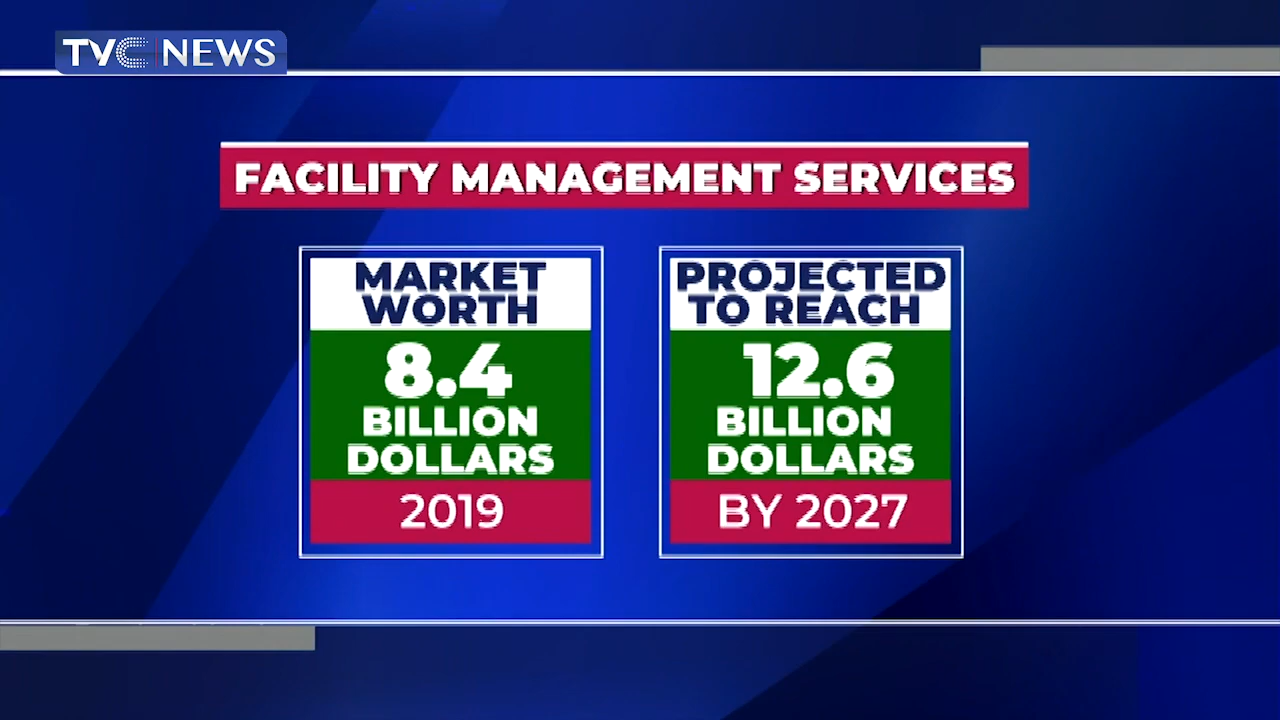 TVC NEWS
FACILITY MANAGEMENT SERVICES
MARKET
WORTH
8.4
BILLION
DOLLARS
2019
PROJECTED
TO REACH
12.6
BILLION
DOLLARS
BY 2027